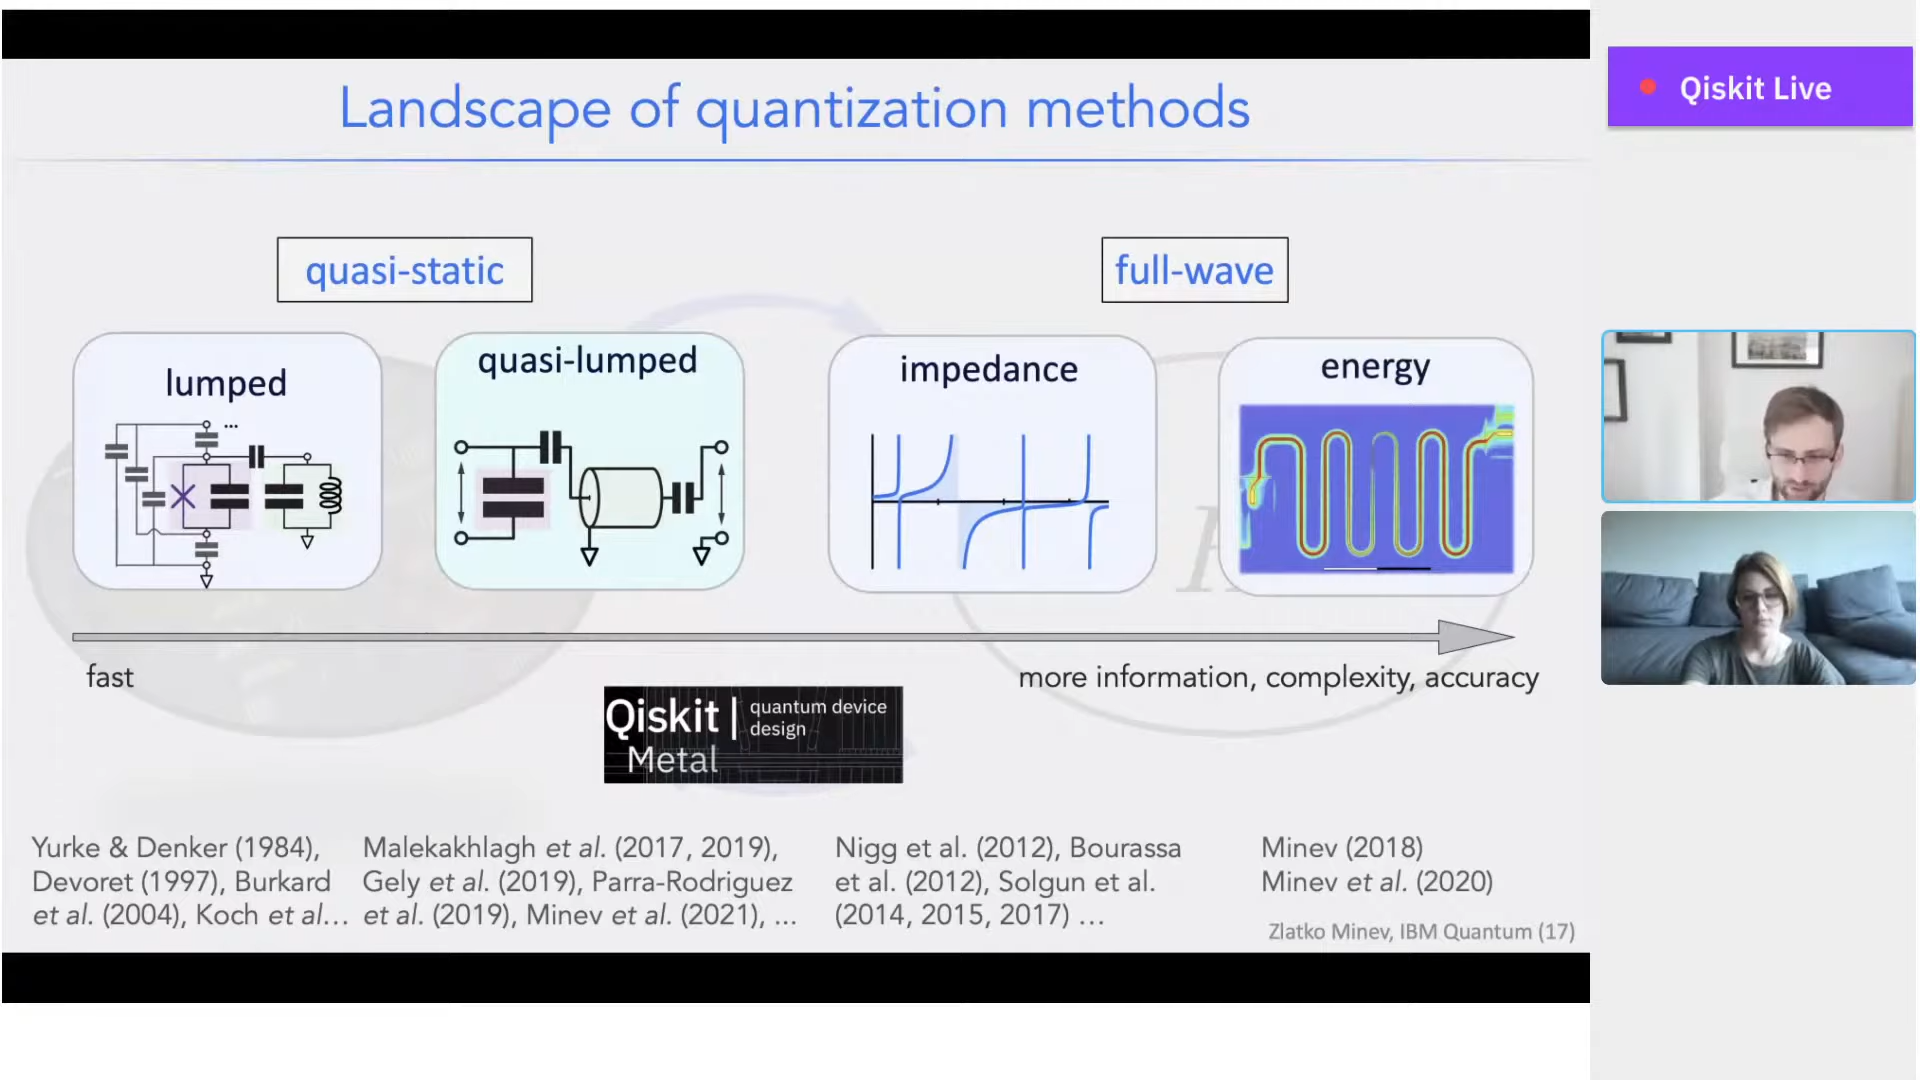 Landscape of quantization methods
Qiskit Live
quasi-static
full-wave
lumped
quasi-lumped
impedance
energy
...
fast
more information, complexity, accuracy
Qiskit | quantum device
design
Metal
Yurke & Denker (1984),
Devoret (1997), Burkard
et al. (2004), Koch et al...
Malekakhlagh et al. (2017, 2019),
Gely et al. (2019), Parra-Rodriguez
et al. (2019), Minev et al. (2021), ...
Nigg et al. (2012), Bourassa
et al. (2012), Solgun et al.
(2014, 2015, 2017) ...
Minev (2018)
Minev et al. (2020)
Zlatko Minev, IBM Quantum (17)